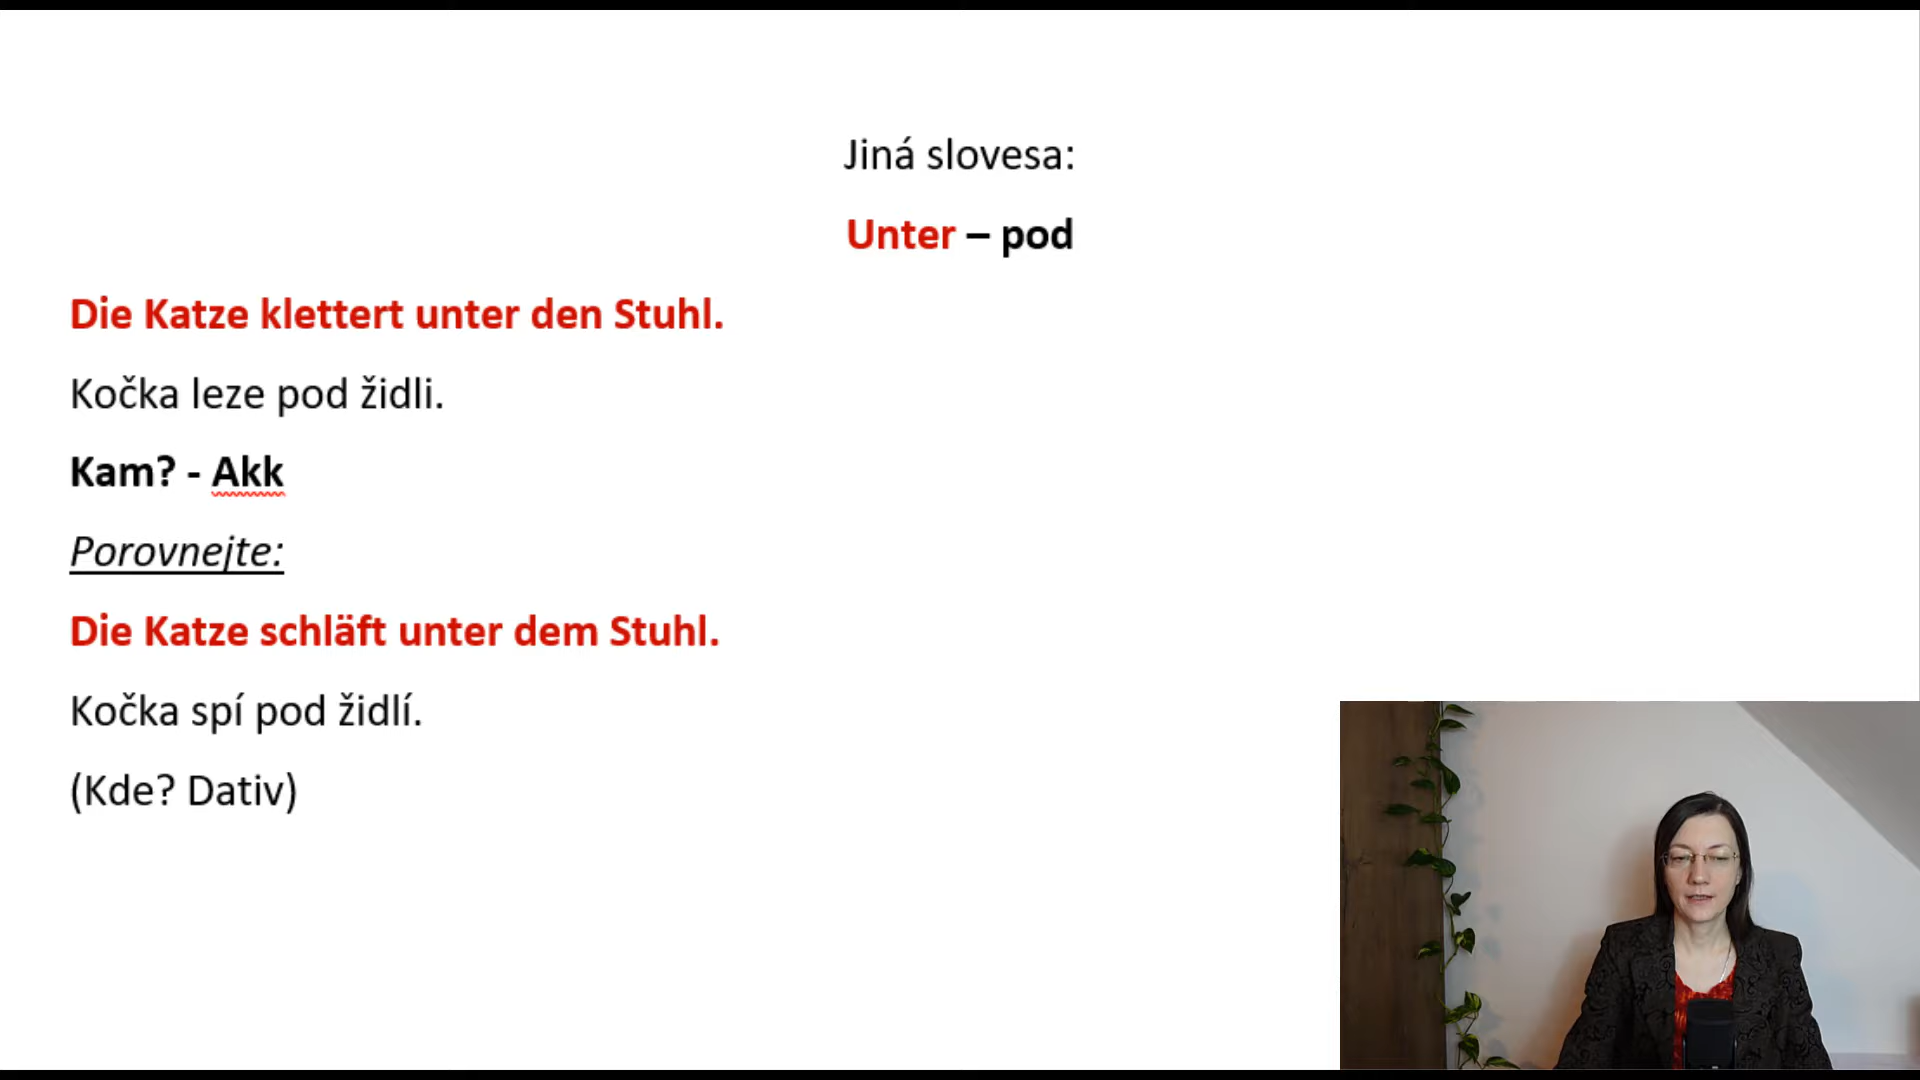 Jiná slovesa:
Unter – pod
Die Katze klettert unter den Stuhl.
Kočka leze pod židli.
Kam? - Akk
Porovnejte:
Die Katze schläft unter dem Stuhl.
Kočka spí pod židlí.
(Kde? Dativ)